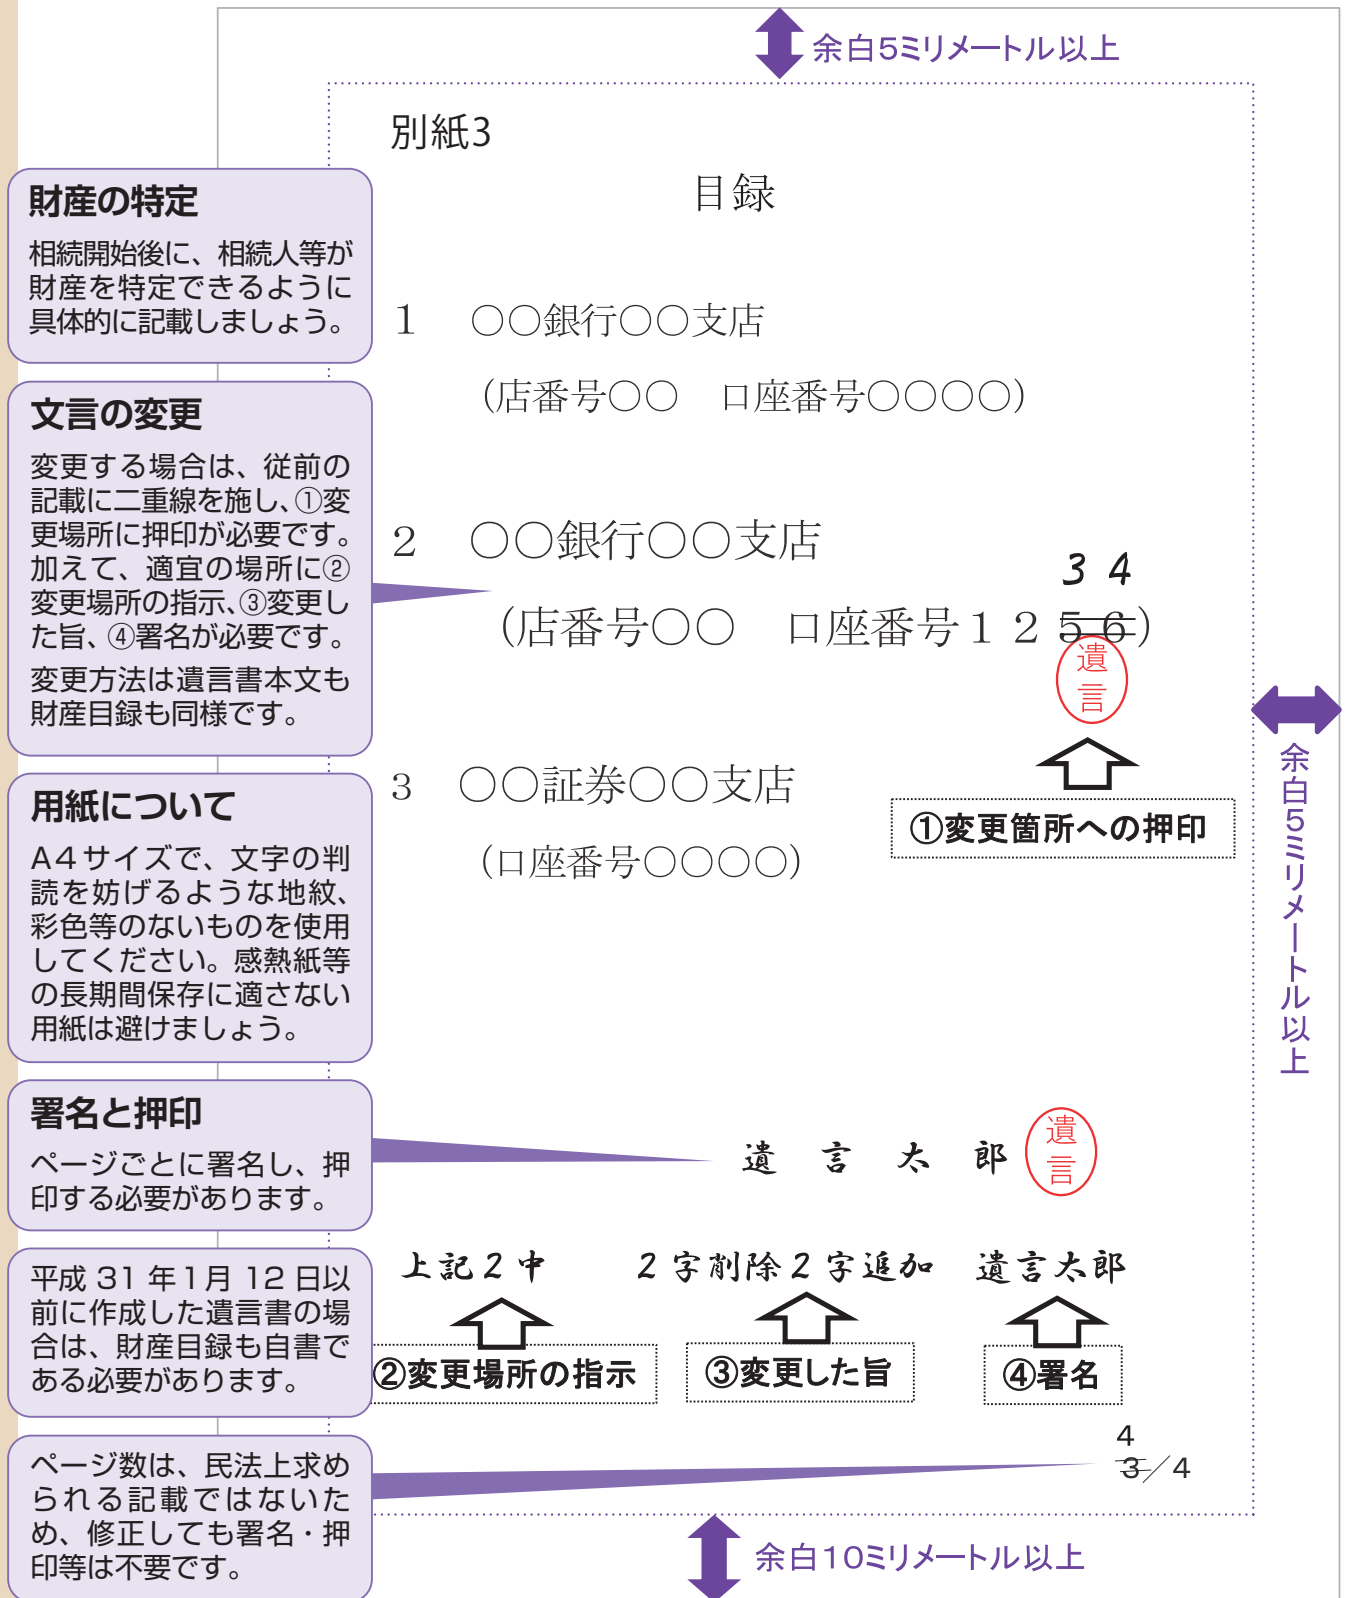 余白5ミリメートル以上
別紙3
目録
財産の特定
相続開始後に、相続人等が
財産を特定できるように
具体的に記載しましょう。
1 ○○銀行○○支店
(店番号○○ 口座番号○○○○)
文言の変更
変更する場合は、従前の
記載に二重線を施し、①変
更場所に押印が必要です。
加えて、適宜の場所に②
変更場所の指示、③変更し
た旨、④署名が必要です。
変更方法は遺言書本文も
財産目録も同様です。
2 ○○銀行○○支店
3 4
(店番号○○ 口座番号1 2 5 6)
遺言
①変更箇所への押印
余白5ミリメートル以上
3 ○○証券○○支店
(口座番号○○○○)
用紙について
A4サイズで、文字の判
読を妨げるような地紋、
彩色等のないものを使用
してください。感熱紙等
の長期間保存に適さない
用紙は避けましょう。
署名と押印
ページごとに署名し、押
印する必要があります。
遺 言 太 郎 遺言
平成 31 年1月 12 日以
前に作成した遺言書の場
合は、財産目録も自書で
ある必要があります。
上記2中 2字削除2字追加 遺言太郎
②変更場所の指示 ③変更した旨 ④署名
ページ数は、民法上求め
られる記載ではないた
め、修正しても署名・押
印等は不要です。
4
3/4
余白10ミリメートル以上